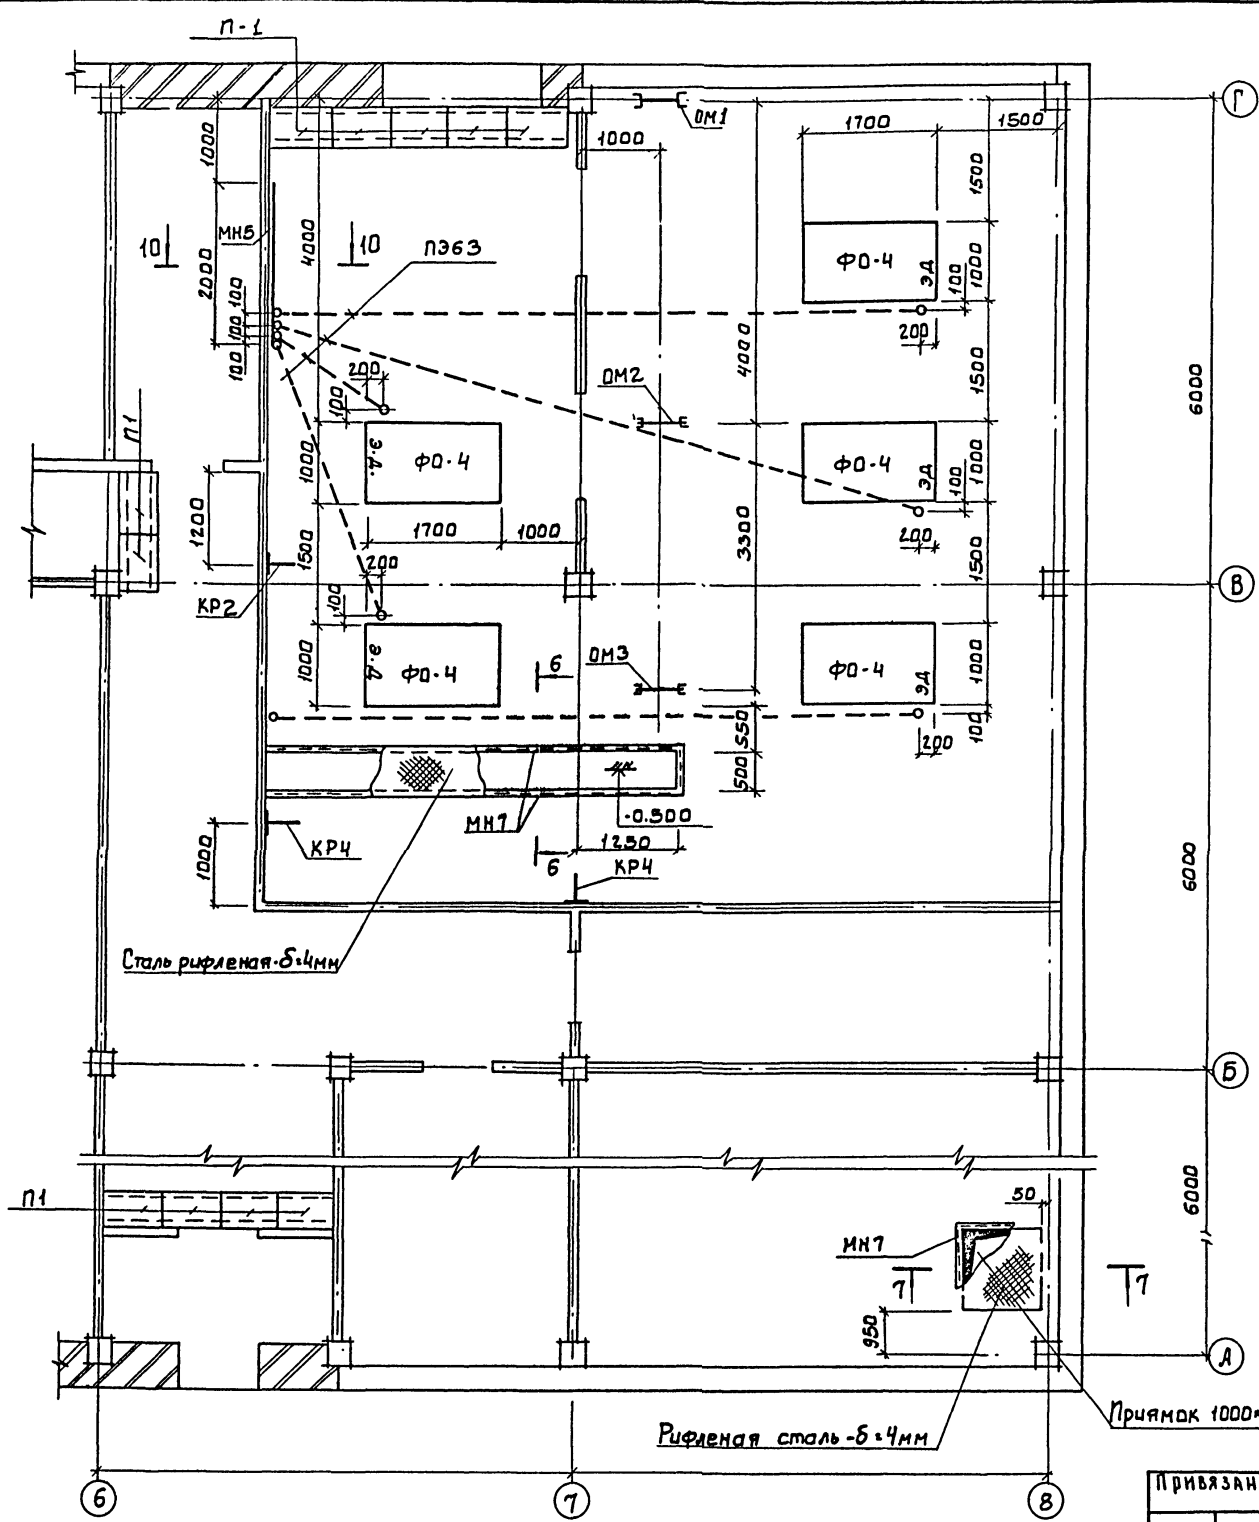 П-1
Г
ОМ1
1700
1500
1000
1000
1500
МН5
10
10
ПЭ63
4000
2000
100
100
100
ФО-4
ЭД
100
1000
200
200
100
4000
ОМ2
1500
6000
П1
Э.Д.
ФО-4
1000
ФО-4
ЭД
100
1000
1200
1700
1000
3300
200
1500
1500
200
100
КР2
В
1000
Э.Д
ФО-4
6
ОМ3
ФО-4
ЭД
1000
100
200
550
500
МН7
-0.500
1250
1000
КР4
6
КР4
6000
Сталь рифленая-δ=4мм
Б
П1
50
6000
МН7
7
7
950
А
Приямок 1000×
Рифленая сталь-δ=4мм
6
7
8
Привязан